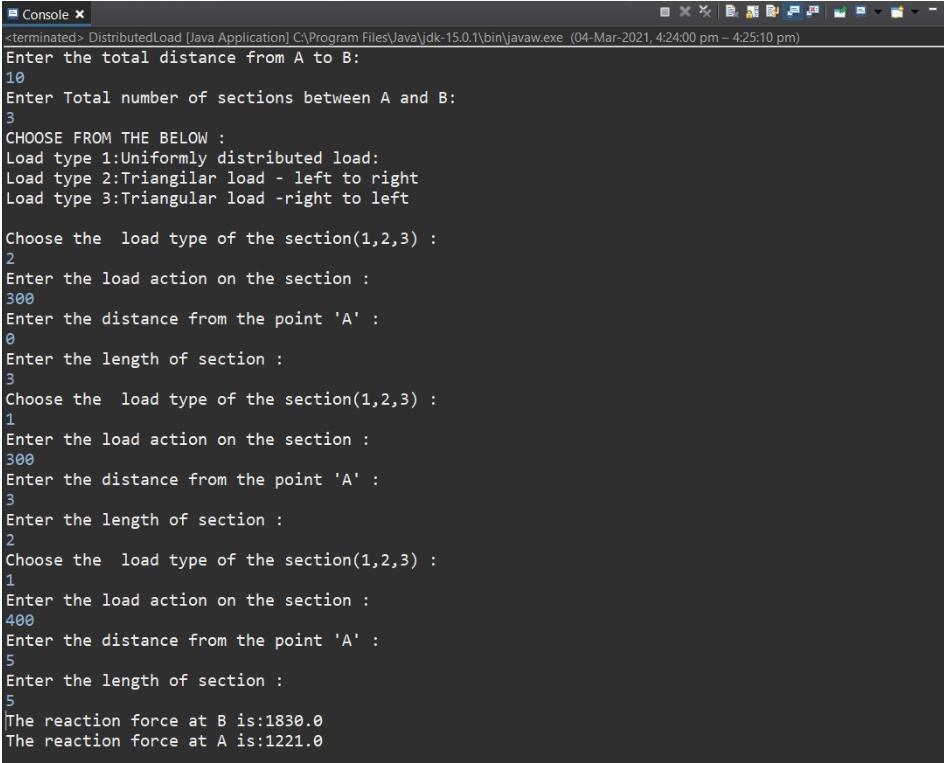 Console
<terminated> DistributedLoad [Java Application] C:\Program Files\Java\jdk-15.0.1\bin\javaw.exe (04-Mar-2021, 4:24:00 pm – 4:25:10 pm)
Enter the total distance from A to B:
10
Enter Total number of sections between A and B:
3
CHOOSE FROM THE BELOW :
Load type 1:Uniformly distributed load:
Load type 2:Triangilar load - left to right
Load type 3:Triangular load -right to left
Choose the  load type of the section(1,2,3) :
2
Enter the load action on the section :
300
Enter the distance from the point 'A' :
0
Enter the length of section :
3
Choose the  load type of the section(1,2,3) :
1
Enter the load action on the section :
300
Enter the distance from the point 'A' :
3
Enter the length of section :
2
Choose the  load type of the section(1,2,3) :
1
Enter the load action on the section :
400
Enter the distance from the point 'A' :
5
Enter the length of section :
5
The reaction force at B is:1830.0
The reaction force at A is:1221.0